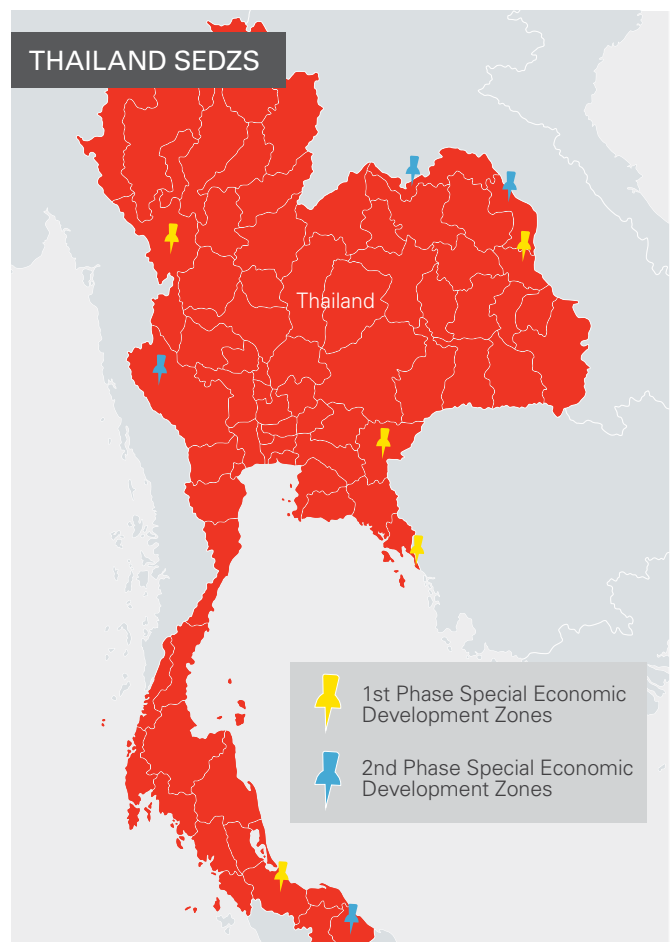 THAILAND SEDZS
Thailand
1st Phase Special Economic
Development Zones
2nd Phase Special Economic
Development Zones